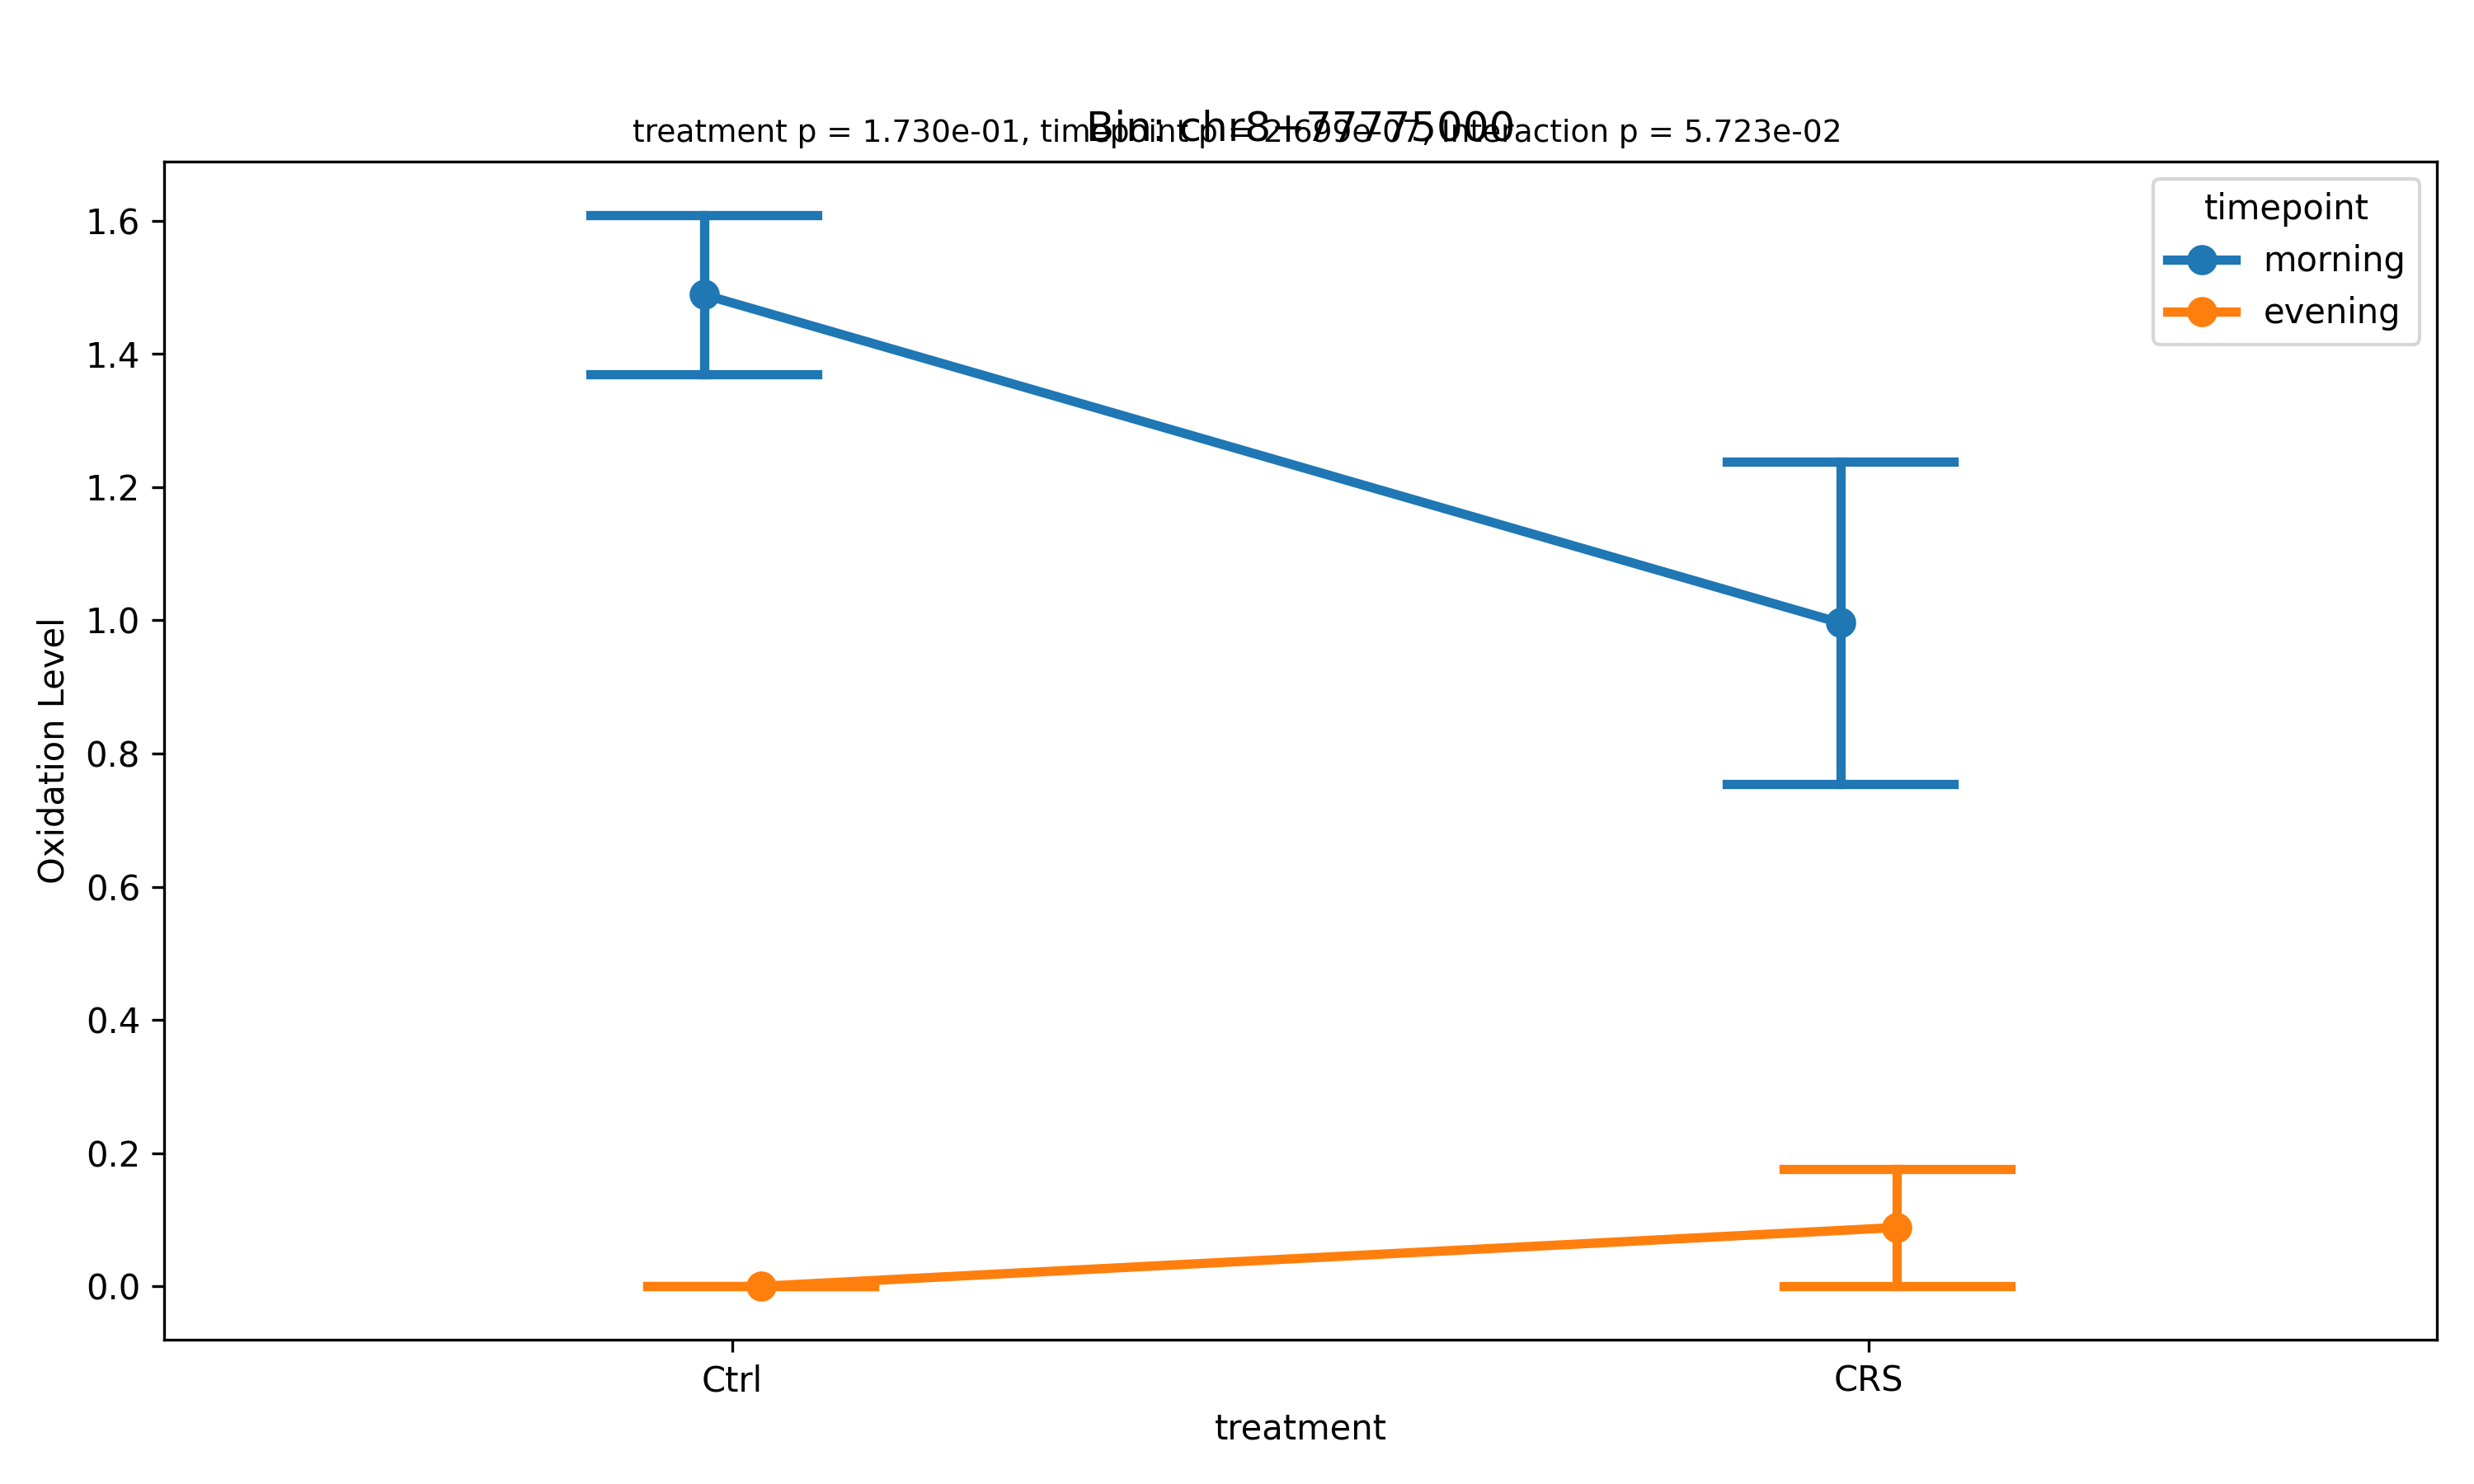 Bin: chr8+77775000
treatment p = 1.730e-01, timepoint p = 2.699e-07, interaction p = 5.723e-02
timepoint
morning
evening
Oxidation Level
1.6
1.4
1.2
1.0
0.8
0.6
0.4
0.2
0.0
Ctrl
CRS
treatment